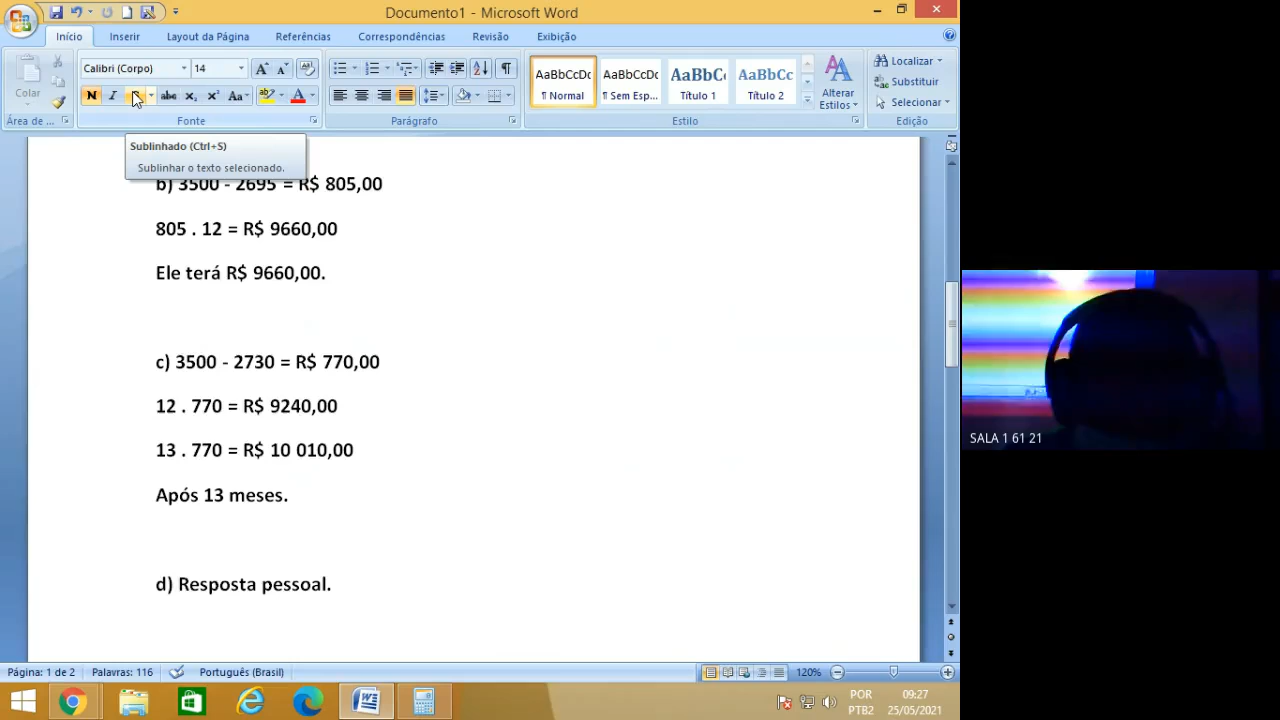 Documento1 - Microsoft Word
Início Inserir Layout da Página Referências Correspondências Revisão Exibição
Calibri (Corpo) 14
Colar
N I abe x₂ x² Aa
AaBbCcDc AaBbCcDc AaBbC AaBbCc
¶ Normal ¶ Sem Esp... Título 1 Título 2
Alterar Estilos
Localizar
Substituir
Selecionar
Área de ... Fonte Parágrafo Estilo Edição
Sublinhado (Ctrl+S)
Sublinhar o texto selecionado.
b) 3500 - 2695 = R$ 805,00
805 . 12 = R$ 9660,00
Ele terá R$ 9660,00.
c) 3500 - 2730 = R$ 770,00
12 . 770 = R$ 9240,00
13 . 770 = R$ 10 010,00
Após 13 meses.
d) Resposta pessoal.
SALA 1 61 21
Página: 1 de 2 Palavras: 116 Português (Brasil) 120%
POR 09:27
PTB2 25/05/2021